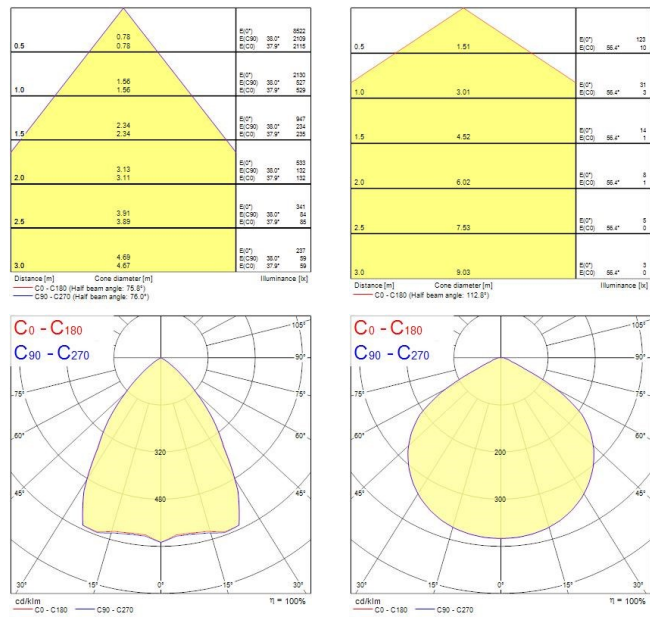 E(0°) 8522
0.78 E(C90) 38.0° 2109
0.5 0.78 E(C0) 37.9° 2115
E(0°) 2130
1.56 E(C90) 38.0° 527
1.0 1.56 E(C0) 37.9° 529
E(0°) 947
2.34 E(C90) 38.0° 234
1.5 2.34 E(C0) 37.9° 235
E(0°) 533
3.13 E(C90) 38.0° 132
2.0 3.11 E(C0) 37.9° 132
E(0°) 341
3.91 E(C90) 38.0° 84
2.5 3.89 E(C0) 37.9° 85
E(0°) 237
4.69 E(C90) 38.0° 59
3.0 4.67 E(C0) 37.9° 59
Distance [m] Cone diameter [m] Illuminance [lx]
C0 - C180 (Half beam angle: 75.8°)
C90 - C270 (Half beam angle: 76.0°)
E(0°) 123
0.5 1.51 E(C0) 56.4° 10
E(0°) 31
1.0 3.01 E(C0) 56.4° 3
E(0°) 14
1.5 4.52 E(C0) 56.4° 1
E(0°) 8
2.0 6.02 E(C0) 56.4° 1
E(0°) 5
2.5 7.53 E(C0) 56.4° 0
E(0°) 3
3.0 9.03 E(C0) 56.4° 0
Distance [m] Cone diameter [m] Illuminance [lx]
C0 - C180 (Half beam angle: 112.8°)
C0 - C180
C90 - C270
105°
90°
75° 75°
60° 60°
45° 45°
320
480
30° 15° 0° 15° 30°
cd/klm η = 100%
C0 - C180 C90 - C270
C0 - C180
C90 - C270
105°
90°
75° 75°
60° 60°
45° 45°
200
300
30° 15° 0° 15° 30°
cd/klm η = 100%
C0 - C180 C90 - C270